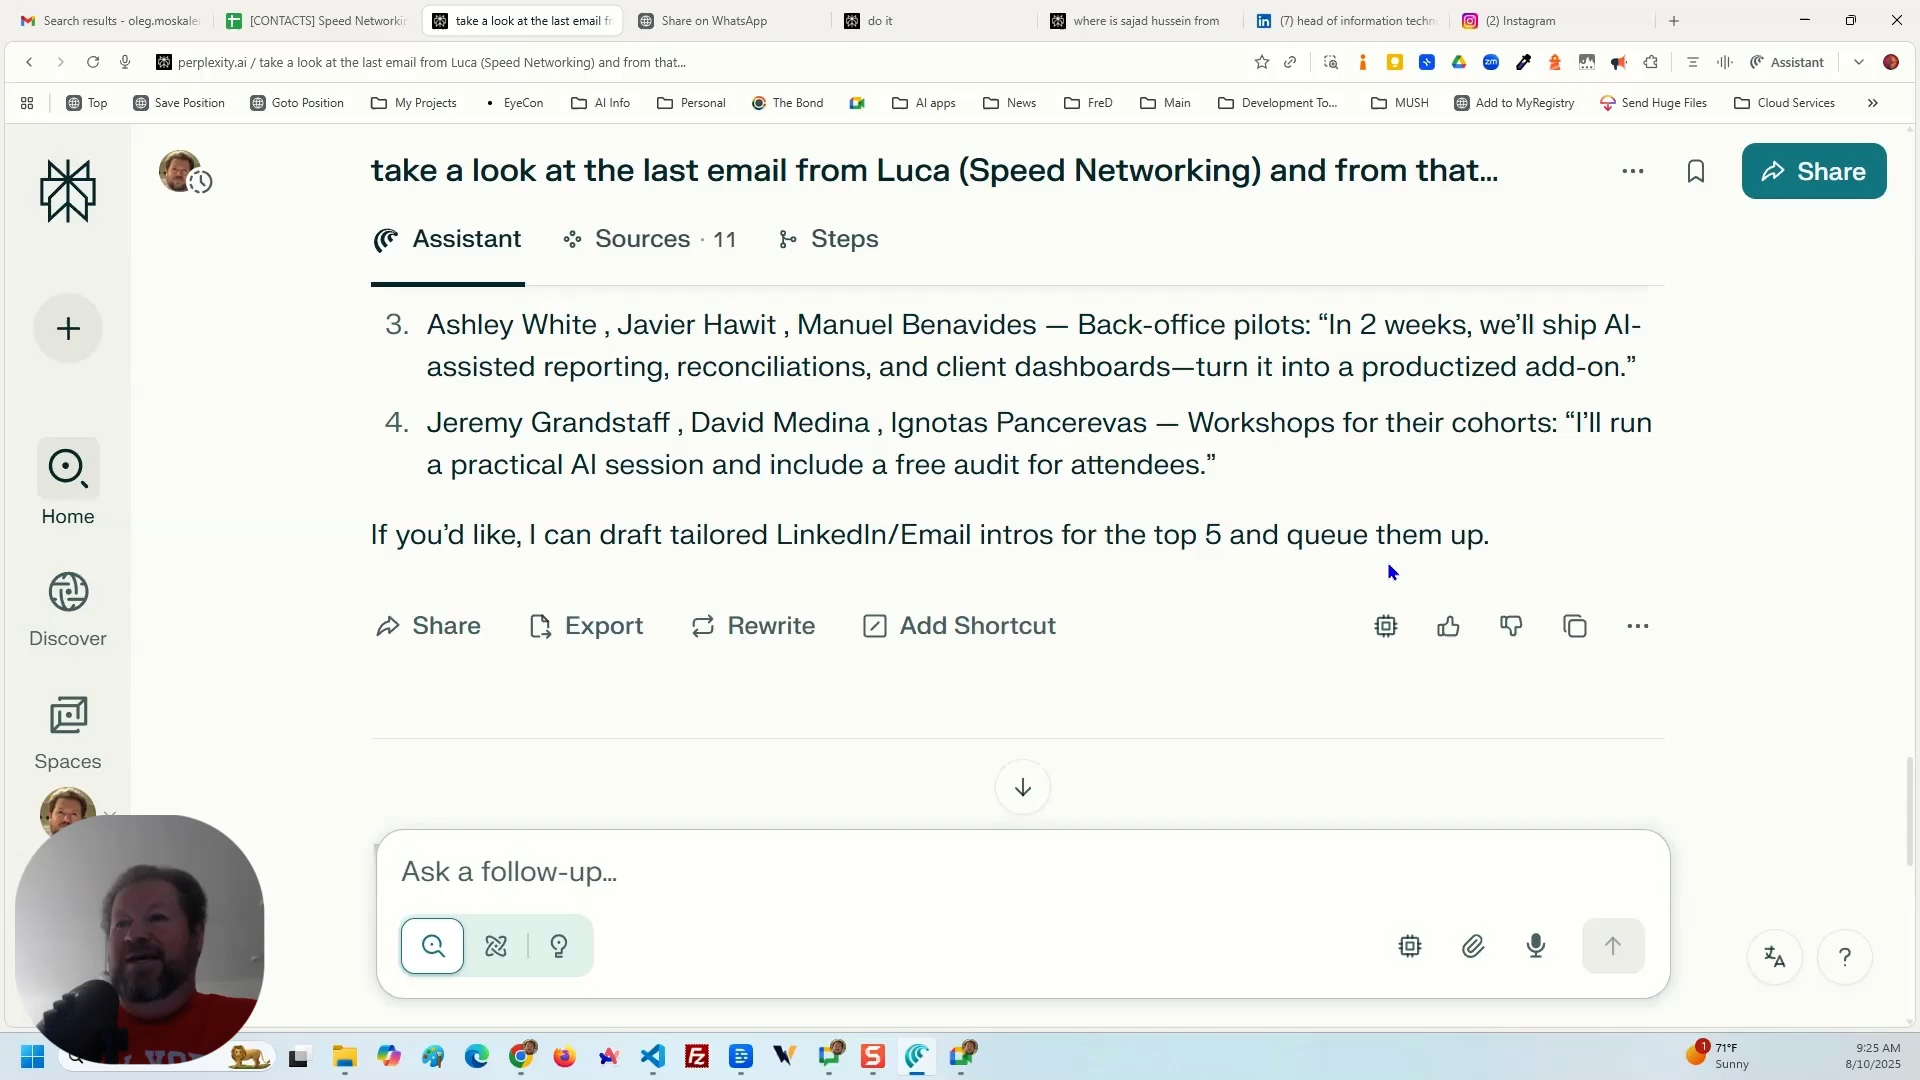 Search results - oleg.moskale
[CONTACTS] Speed Networki
take a look at the last email fr
Share on WhatsApp
do it
where is sajad hussein from
(7) head of information techn
(2) Instagram
perplexity.ai / take a look at the last email from Luca (Speed Networking) and from that...
Assistant
Top
Save Position
Goto Position
My Projects
EyeCon
AI Info
Personal
The Bond
AI apps
News
FreD
Main
Development To...
MUSH
Add to MyRegistry
Send Huge Files
Cloud Services
take a look at the last email from Luca (Speed Networking) and from that...
Share
Assistant
Sources · 11
Steps
3. Ashley White , Javier Hawit , Manuel Benavides — Back-office pilots: “In 2 weeks, we’ll ship AI-
assisted reporting, reconciliations, and client dashboards—turn it into a productized add-on.”
4. Jeremy Grandstaff , David Medina , Ignotas Pancerevas — Workshops for their cohorts: “I’ll run
a practical AI session and include a free audit for attendees.”
If you’d like, I can draft tailored LinkedIn/Email intros for the top 5 and queue them up.
Share
Export
Rewrite
Add Shortcut
Home
Discover
Spaces
Ask a follow-up...
71°F
Sunny
9:25 AM
8/10/2025